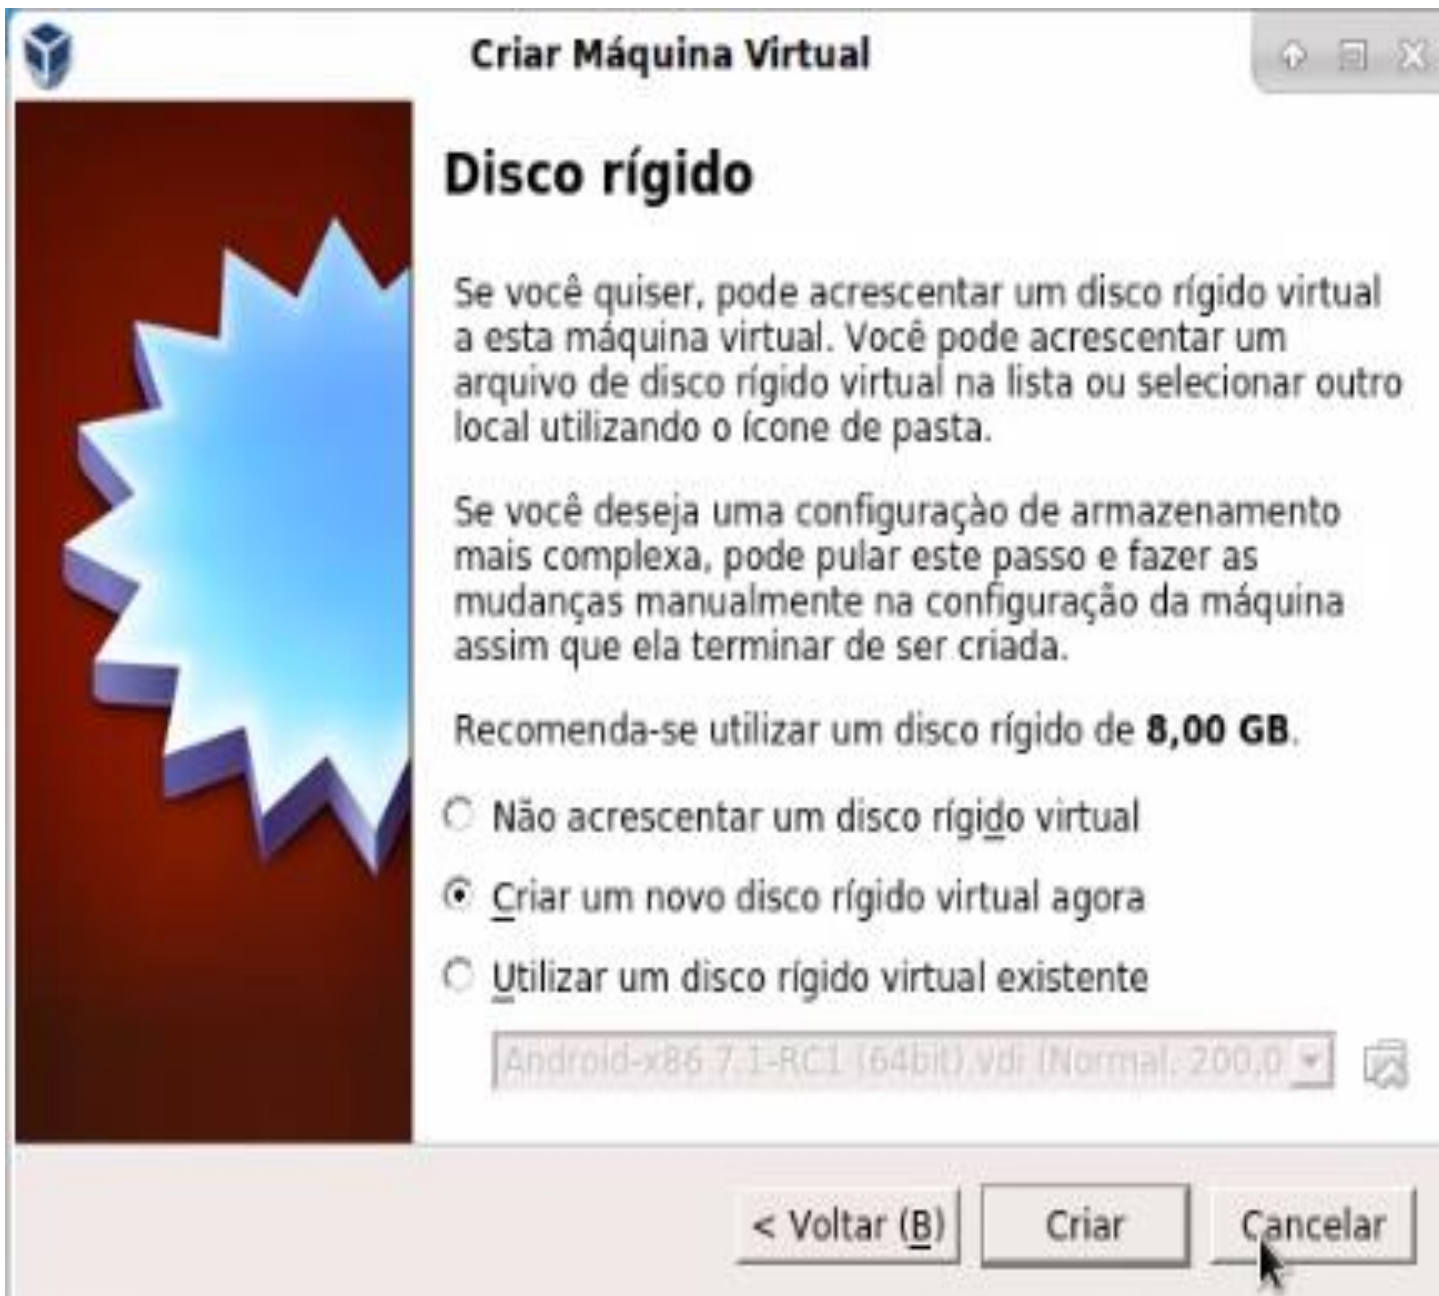 Criar Máquina Virtual
Disco rígido
Se você quiser, pode acrescentar um disco rígido virtual
a esta máquina virtual. Você pode acrescentar um
arquivo de disco rígido virtual na lista ou selecionar outro
local utilizando o ícone de pasta.
Se você deseja uma configuraçào de armazenamento
mais complexa, pode pular este passo e fazer as
mudanças manualmente na configuração da máquina
assim que ela terminar de ser criada.
Recomenda-se utilizar um disco rígido de 8,00 GB.
Não acrescentar um disco rígido virtual
Criar um novo disco rígido virtual agora
Utilizar um disco rígido virtual existente
Android-x86 7.1-RC1 (64bit).vdi (Normal, 200,0
< Voltar (B) Criar Cancelar